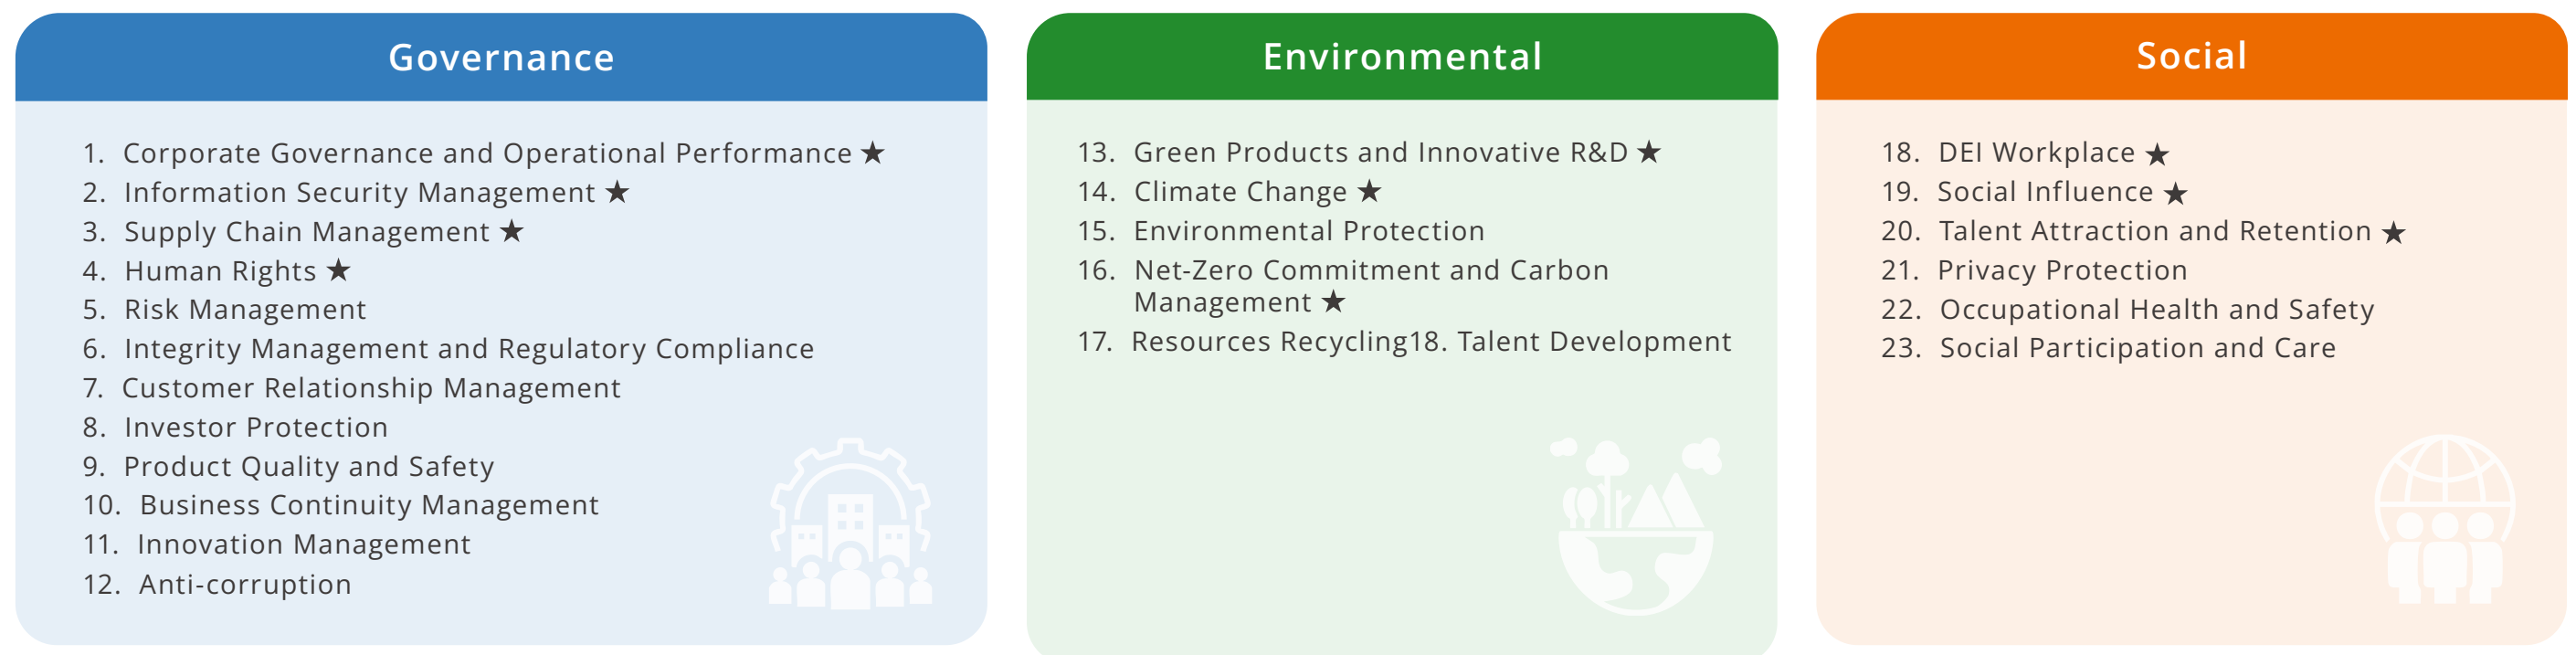 Governance
1. Corporate Governance and Operational Performance ★
2. Information Security Management ★
3. Supply Chain Management ★
4. Human Rights ★
5. Risk Management
6. Integrity Management and Regulatory Compliance
7. Customer Relationship Management
8. Investor Protection
9. Product Quality and Safety
10. Business Continuity Management
11. Innovation Management
12. Anti-corruption
Environmental
13. Green Products and Innovative R&D ★
14. Climate Change ★
15. Environmental Protection
16. Net-Zero Commitment and Carbon
Management ★
17. Resources Recycling18. Talent Development
Social
18. DEI Workplace ★
19. Social Influence ★
20. Talent Attraction and Retention ★
21. Privacy Protection
22. Occupational Health and Safety
23. Social Participation and Care